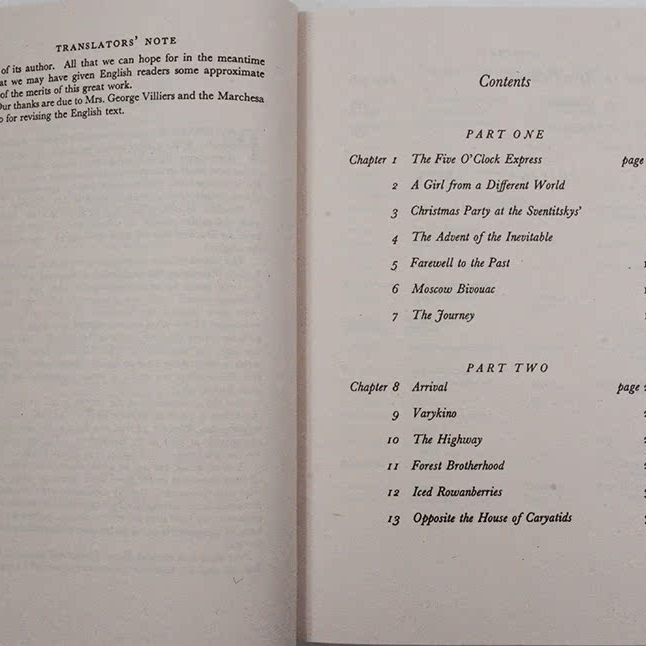 TRANSLATORS' NOTE
of its author. All that we can hope for in the meantime
at we may have given English readers some approximate
of the merits of this great work.
Our thanks are due to Mrs. George Villiers and the Marchesa
o for revising the English text.
Contents
PART ONE
Chapter 1 The Five O'Clock Express page
2 A Girl from a Different World
3 Christmas Party at the Sventitskys'
4 The Advent of the Inevitable
5 Farewell to the Past
6 Moscow Bivouac
7 The Journey
PART TWO
Chapter 8 Arrival page
9 Varykino
10 The Highway
11 Forest Brotherhood
12 Iced Rowanberries
13 Opposite the House of Caryatids